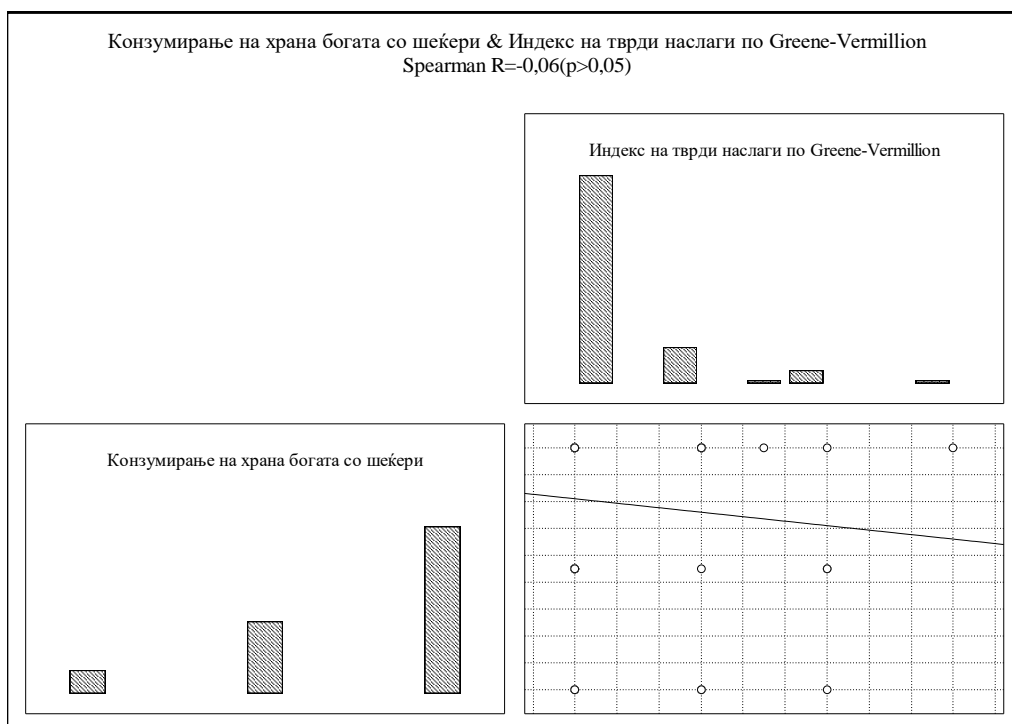 Конзумирање на храна богата со шеќери & Индекс на тврди наслаги по Greene-Vermillion
Spearman R=-0,06(p>0,05)
Индекс на тврди наслаги по Greene-Vermillion
Конзумирање на храна богата со шеќери